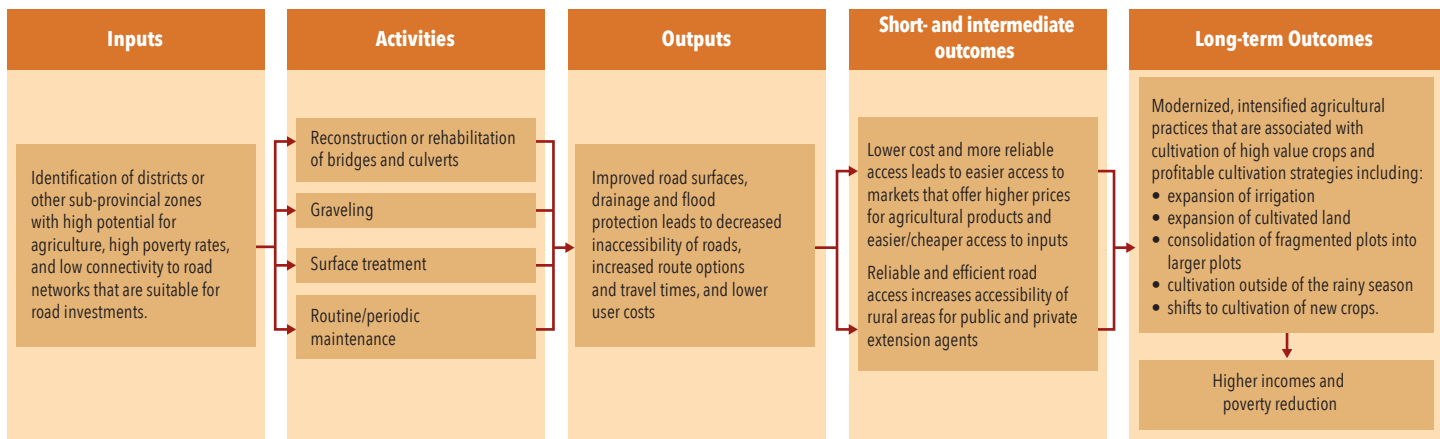 Inputs
Identification of districts or
other sub-provincial zones
with high potential for
agriculture, high poverty rates,
and low connectivity to road
networks that are suitable for
road investments.
Activities
Reconstruction or rehabilitation
of bridges and culverts
Graveling
Surface treatment
Routine/periodic
maintenance
Outputs
Improved road surfaces,
drainage and flood
protection leads to decreased
inaccessibility of roads,
increased route options
and travel times, and lower
user costs
Short- and intermediate
outcomes
Lower cost and more reliable
access leads to easier access to
markets that offer higher prices
for agricultural products and
easier/cheaper access to inputs
Reliable and efficient road
access increases accessibility of
rural areas for public and private
extension agents
Long-term Outcomes
Modernized, intensified agricultural
practices that are associated with
cultivation of high value crops and
profitable cultivation strategies including:
• expansion of irrigation
• expansion of cultivated land
• consolidation of fragmented plots into
larger plots
• cultivation outside of the rainy season
• shifts to cultivation of new crops.
Higher incomes and
poverty reduction